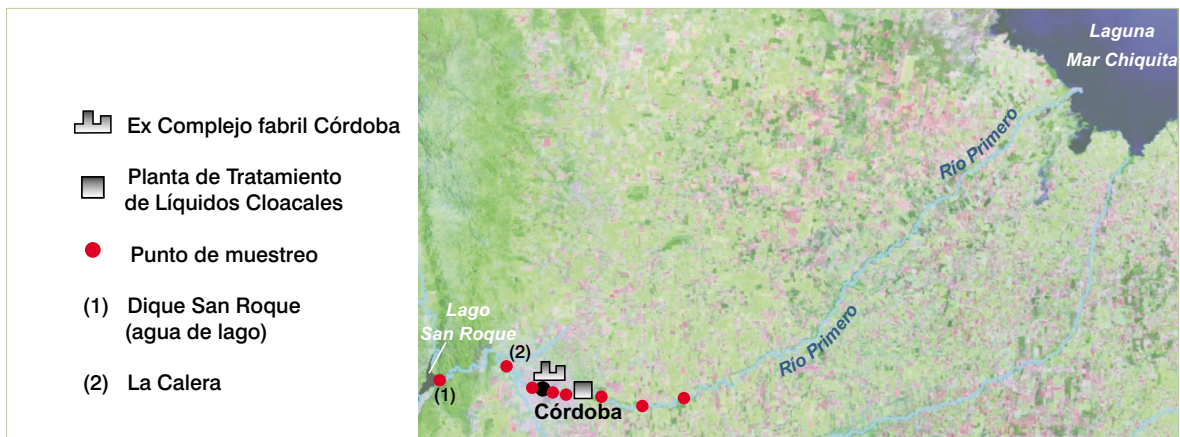 Ex Complejo fabril Córdoba
Planta de Tratamiento
de Líquidos Cloacales
Punto de muestreo
(1) Dique San Roque
(agua de lago)
(2) La Calera
Laguna
Mar Chiquita
Río Primero
Río Primero
Lago
San Roque
(2)
(1)
Córdoba